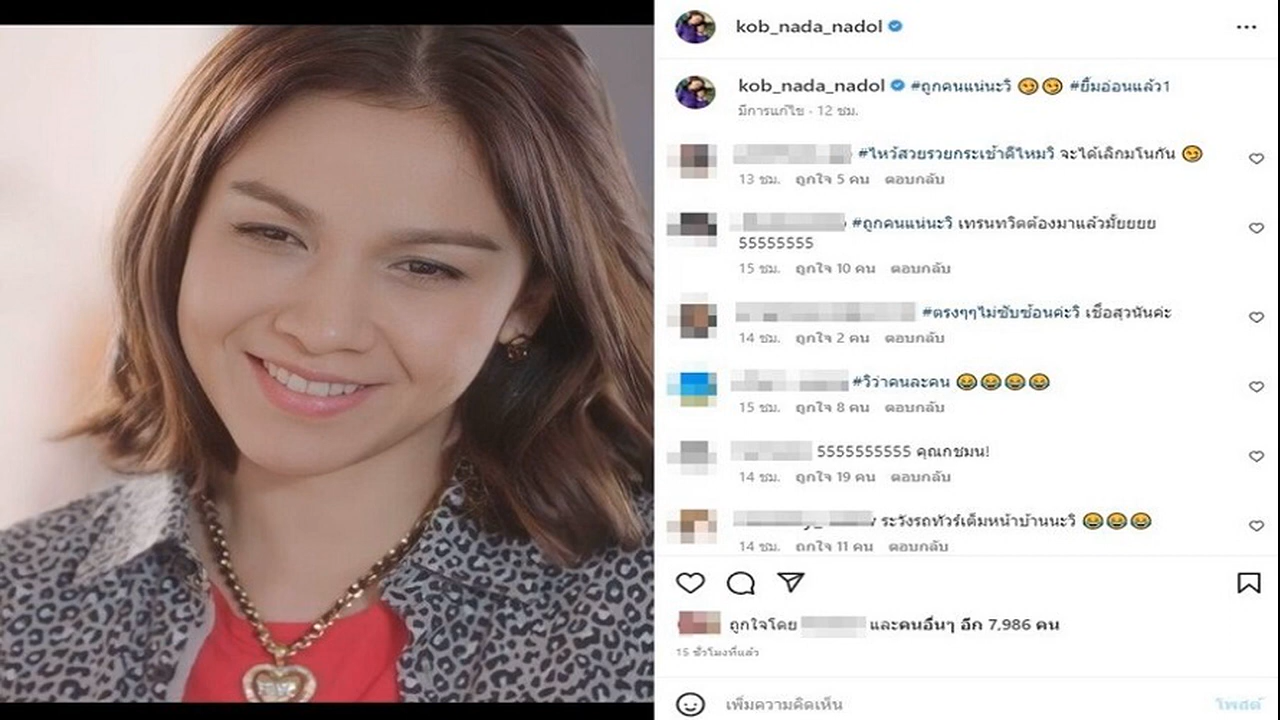 kob_nada_nadol
kob_nada_nadol #ถูกคนแน่นะวิ 😏😏 #ยิ้มอ่อนแล้ว1
มีการแก้ไข · 12 ชม.
#ไหว้สวยรวยกระเช้าดีไหมวิ จะได้เลิกมโนกัน 😏
13 ชม. ถูกใจ 5 คน ตอบกลับ
#ถูกคนแน่นะวิ เทรนทวิตต้องมาแล้วมั้ยยยย
55555555
15 ชม. ถูกใจ 10 คน ตอบกลับ
#ตรงๆๆไม่ซับซ้อนค่ะวิ เชื่อสุวนันค่ะ
14 ชม. ถูกใจ 2 คน ตอบกลับ
#วิว่าคนละคน 😂😂😂😂
15 ชม. ถูกใจ 8 คน ตอบกลับ
5555555555 คุณกชมน!
14 ชม. ถูกใจ 19 คน ตอบกลับ
ระวังรถทัวร์เต็มหน้าบ้านนะวิ 😂😂😂
14 ชม. ถูกใจ 11 คน ตอบกลับ
ถูกใจโดย และคนอื่นๆ อีก 7,986 คน
15 ชั่วโมงที่แล้ว
เพิ่มความคิดเห็น โพสต์